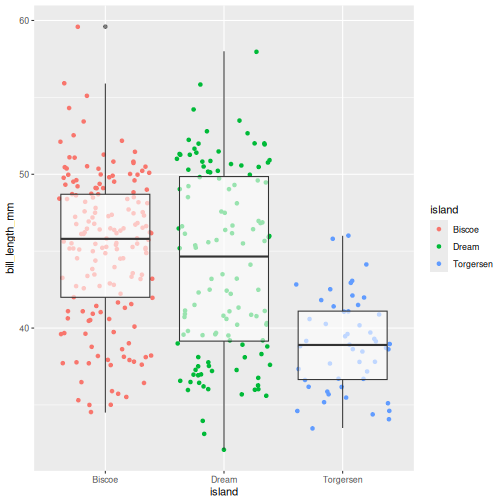 60
50
40
bill_length_mm
Biscoe
Dream
Torgersen
island
island
Biscoe
Dream
Torgersen